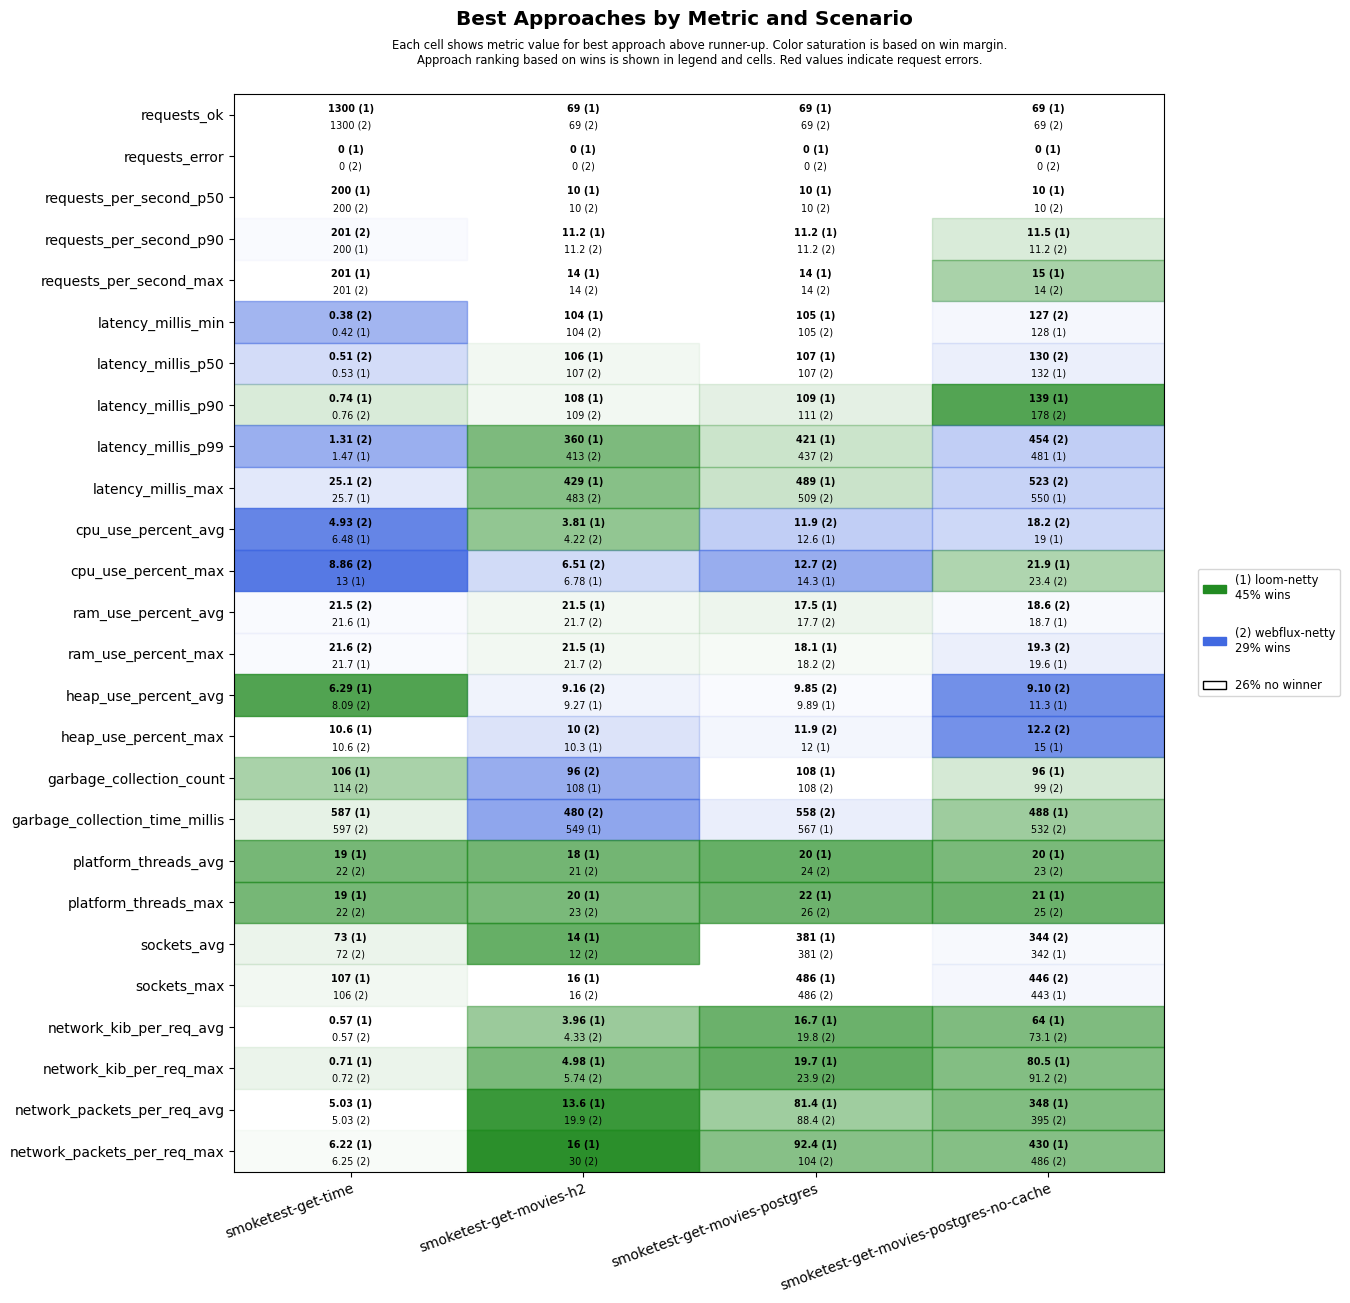 Best Approaches by Metric and Scenario
Each cell shows metric value for best approach above runner-up. Color saturation is based on win margin.
Approach ranking based on wins is shown in legend and cells. Red values indicate request errors.
requests_ok
1300 (1) 69 (1) 69 (1) 69 (1)
1300 (2) 69 (2) 69 (2) 69 (2)
requests_error
0 (1) 0 (1) 0 (1) 0 (1)
0 (2) 0 (2) 0 (2) 0 (2)
requests_per_second_p50
200 (1) 10 (1) 10 (1) 10 (1)
200 (2) 10 (2) 10 (2) 10 (2)
requests_per_second_p90
201 (2) 11.2 (1) 11.2 (1) 11.5 (1)
200 (1) 11.2 (2) 11.2 (2) 11.2 (2)
requests_per_second_max
201 (1) 14 (1) 14 (1) 15 (1)
201 (2) 14 (2) 14 (2) 14 (2)
latency_millis_min
0.38 (2) 104 (1) 105 (1) 127 (2)
0.42 (1) 104 (2) 105 (2) 128 (1)
latency_millis_p50
0.51 (2) 106 (1) 107 (1) 130 (2)
0.53 (1) 107 (2) 107 (2) 132 (1)
latency_millis_p90
0.74 (1) 108 (1) 109 (1) 139 (1)
0.76 (2) 109 (2) 111 (2) 178 (2)
latency_millis_p99
1.31 (2) 360 (1) 421 (1) 454 (2)
1.47 (1) 413 (2) 437 (2) 481 (1)
latency_millis_max
25.1 (2) 429 (1) 489 (1) 523 (2)
25.7 (1) 483 (2) 509 (2) 550 (1)
cpu_use_percent_avg
4.93 (2) 3.81 (1) 11.9 (2) 18.2 (2)
6.48 (1) 4.22 (2) 12.6 (1) 19 (1)
cpu_use_percent_max
8.86 (2) 6.51 (2) 12.7 (2) 21.9 (1)
13 (1) 6.78 (1) 14.3 (1) 23.4 (2)
ram_use_percent_avg
21.5 (2) 21.5 (1) 17.5 (1) 18.6 (2)
21.6 (1) 21.7 (2) 17.7 (2) 18.7 (1)
ram_use_percent_max
21.6 (2) 21.5 (1) 18.1 (1) 19.3 (2)
21.7 (1) 21.7 (2) 18.2 (2) 19.6 (1)
heap_use_percent_avg
6.29 (1) 9.16 (2) 9.85 (2) 9.10 (2)
8.09 (2) 9.27 (1) 9.89 (1) 11.3 (1)
heap_use_percent_max
10.6 (1) 10 (2) 11.9 (2) 12.2 (2)
10.6 (2) 10.3 (1) 12 (1) 15 (1)
garbage_collection_count
106 (1) 96 (2) 108 (1) 96 (1)
114 (2) 108 (1) 108 (2) 99 (2)
garbage_collection_time_millis
587 (1) 480 (2) 558 (2) 488 (1)
597 (2) 549 (1) 567 (1) 532 (2)
platform_threads_avg
19 (1) 18 (1) 20 (1) 20 (1)
22 (2) 21 (2) 24 (2) 23 (2)
platform_threads_max
19 (1) 20 (1) 22 (1) 21 (1)
22 (2) 23 (2) 26 (2) 25 (2)
sockets_avg
73 (1) 14 (1) 381 (1) 344 (2)
72 (2) 12 (2) 381 (2) 342 (1)
sockets_max
107 (1) 16 (1) 486 (1) 446 (2)
106 (2) 16 (2) 486 (2) 443 (1)
network_kib_per_req_avg
0.57 (1) 3.96 (1) 16.7 (1) 64 (1)
0.57 (2) 4.33 (2) 19.8 (2) 73.1 (2)
network_kib_per_req_max
0.71 (1) 4.98 (1) 19.7 (1) 80.5 (1)
0.72 (2) 5.74 (2) 23.9 (2) 91.2 (2)
network_packets_per_req_avg
5.03 (1) 13.6 (1) 81.4 (1) 348 (1)
5.03 (2) 19.9 (2) 88.4 (2) 395 (2)
network_packets_per_req_max
6.22 (1) 16 (1) 92.4 (1) 430 (1)
6.25 (2) 30 (2) 104 (2) 486 (2)
smoketest-get-time
smoketest-get-movies-h2
smoketest-get-movies-postgres
smoketest-get-movies-postgres-no-cache
(1) loom-netty
45% wins
(2) webflux-netty
29% wins
26% no winner